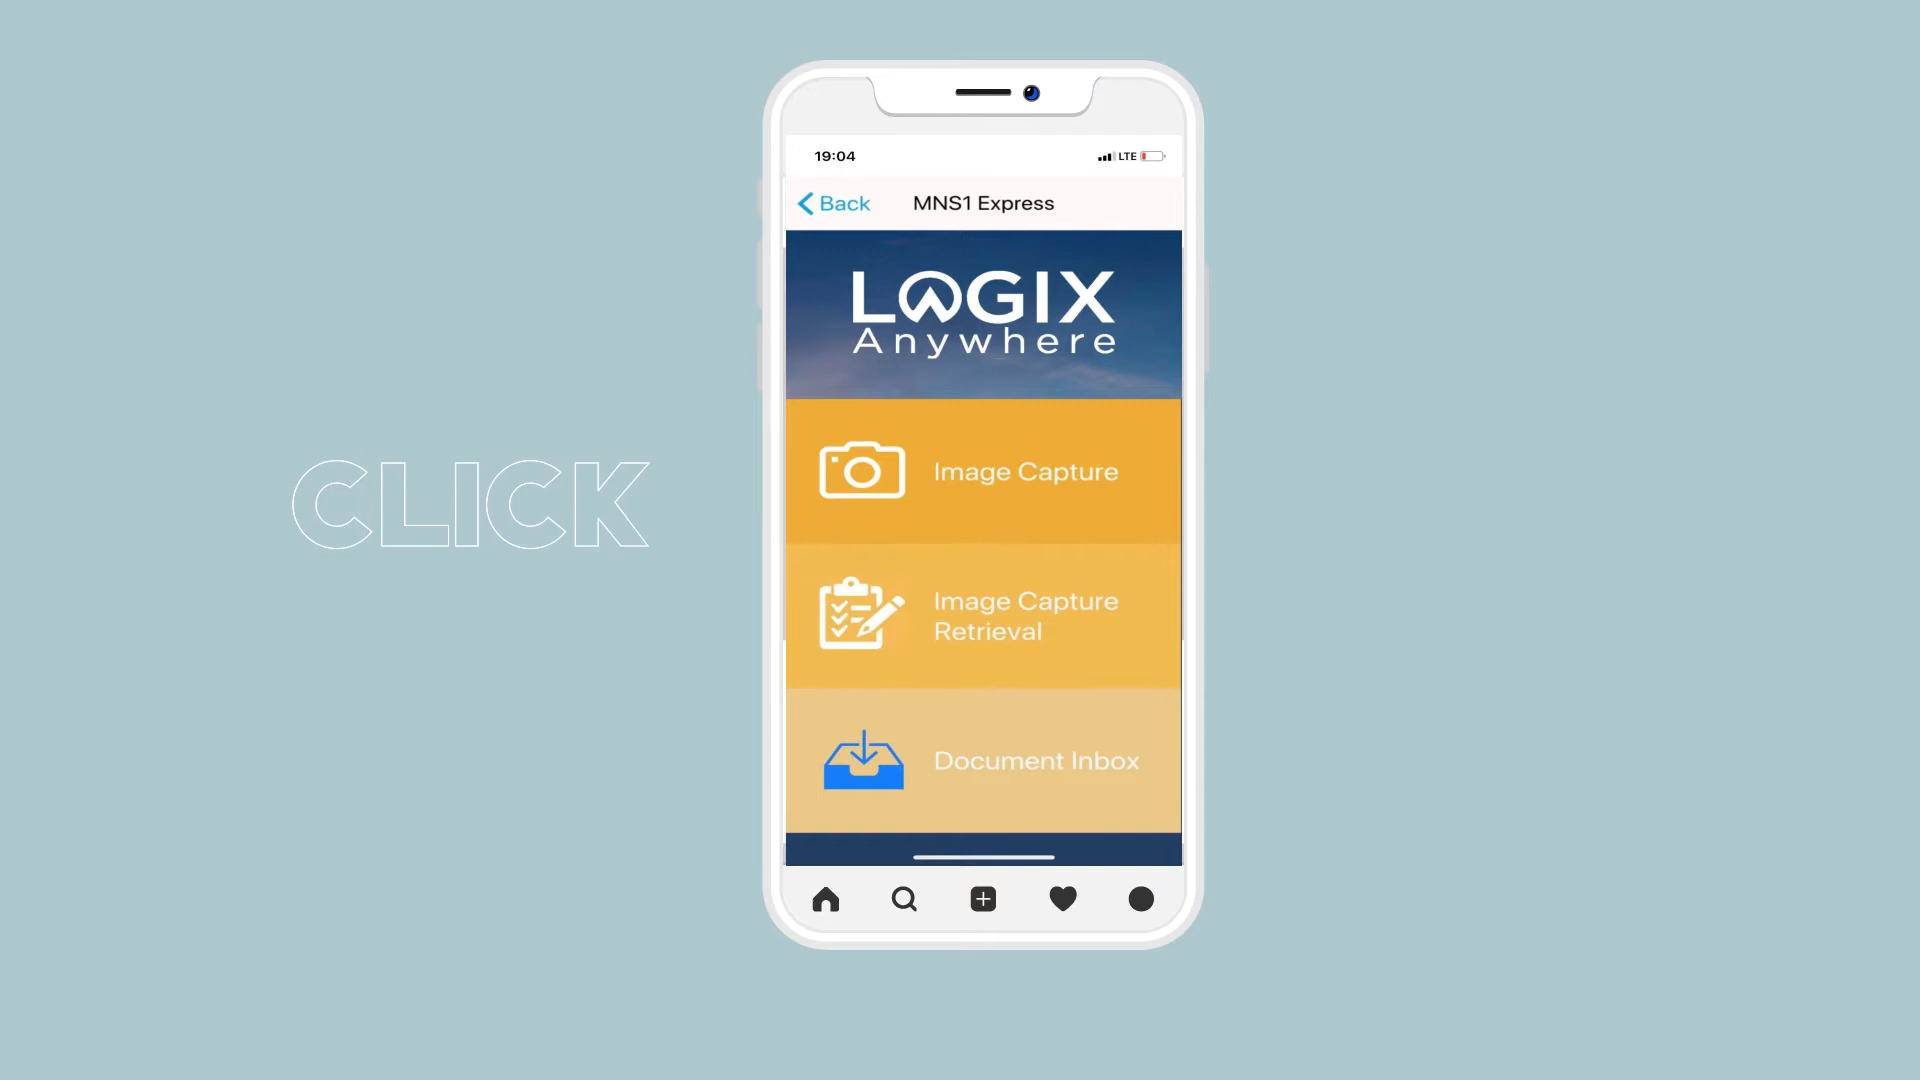 CLICK
19:04
LTE
Back
MNS1 Express
LOGIX
Anywhere
Image Capture
Image Capture
Retrieval
Document Inbox